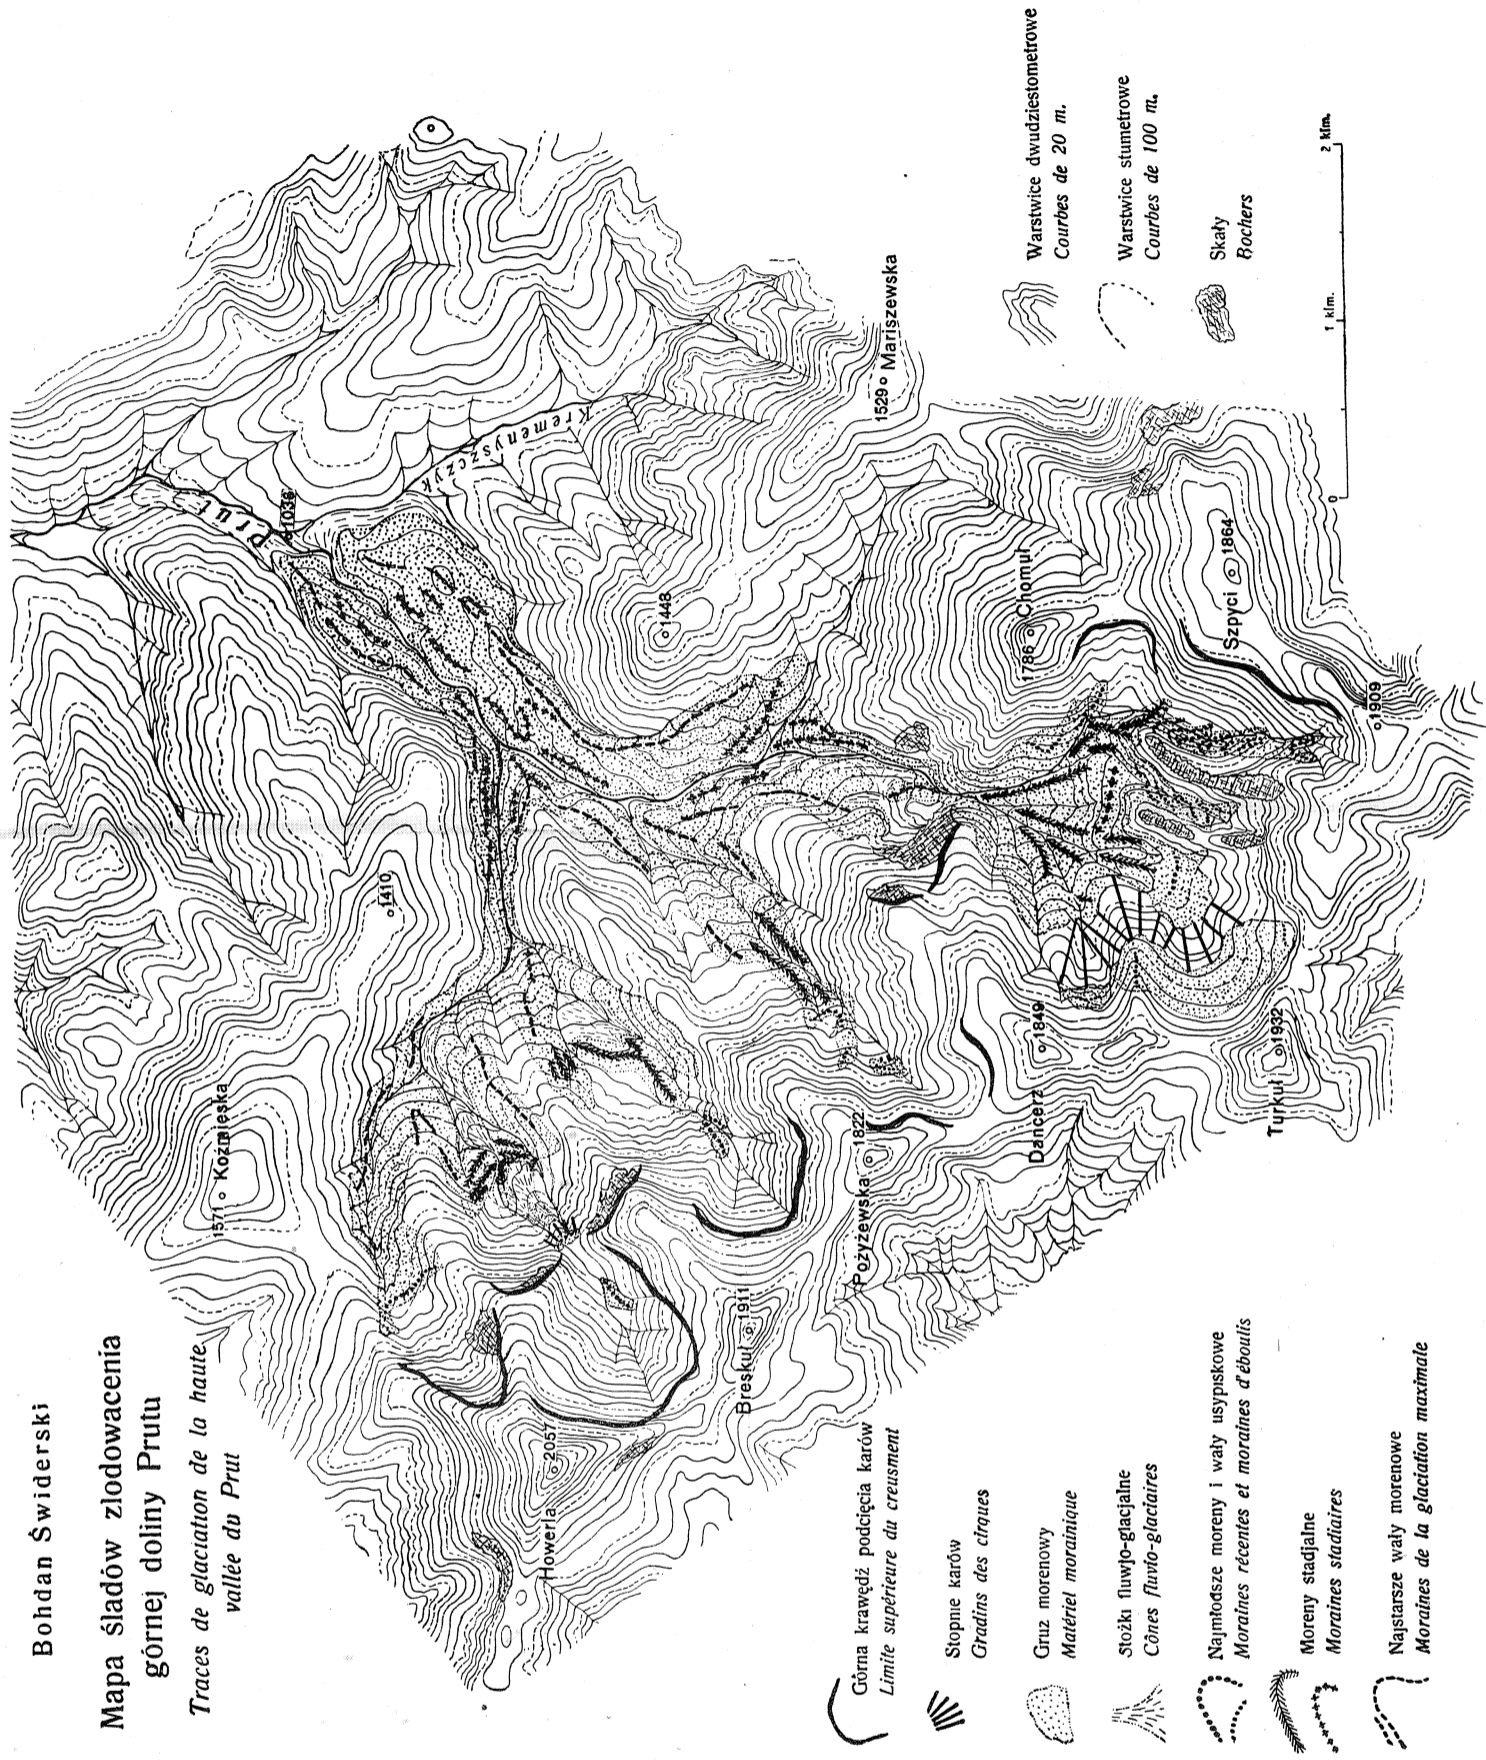 Bohdan Świderski
Mapa śladów zlodowacenia
górnej doliny Prutu
Traces de glaciation de la haute
vallée du Prut
1571 Koźmieska
1410
Prut
1036
Kremenyszczyk
1448
1529 Mariszewska
Howerla 2057
Breskuł 1911
Pożyżewska 1822
Dancerz 1849
Turkuł 1932
1786 Chomuł
Szpyci 1864
1909
Górna krawędź podcięcia karów
Limite supérieure du creusment
Stopnie karów
Gradins des cirques
Gruz morenowy
Matériel morainique
Stożki fluwjo-glacjalne
Cônes fluvio-glaciaires
Najmłodsze moreny i wały usypiskowe
Moraines récentes et moraines d'éboulis
Moreny stadjalne
Moraines stadiaires
Najstarsze wały morenowe
Moraines de la glaciation maximale
Warstwice dwudziestometrowe
Courbes de 20 m.
Warstwice stumetrowe
Courbes de 100 m.
Skały
Rochers
0 1 klm. 2 klm.